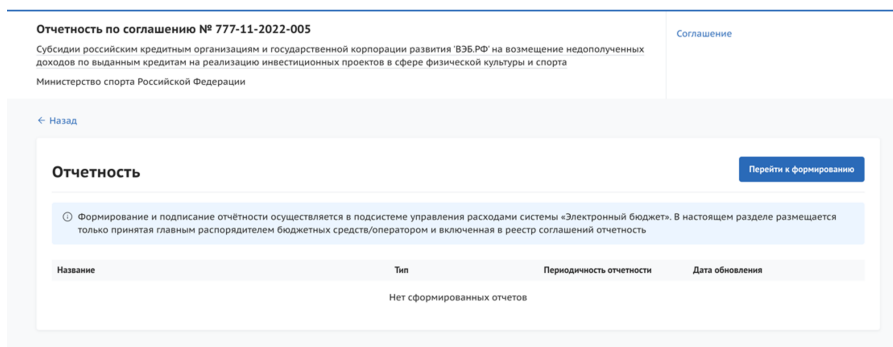 Отчетность по соглашению № 777-11-2022-005
Соглашение
Субсидии российским кредитным организациям и государственной корпорации развития 'ВЭБ.РФ' на возмещение недополученных
доходов по выданным кредитам на реализацию инвестиционных проектов в сфере физической культуры и спорта
Министерство спорта Российской Федерации
← Назад
Отчетность
Перейти к формированию
Формирование и подписание отчётности осуществляется в подсистеме управления расходами системы «Электронный бюджет». В настоящем разделе размещается
только принятая главным распорядителем бюджетных средств/оператором и включенная в реестр соглашений отчетность
Название Тип Периодичность отчетности Дата обновления
Нет сформированных отчетов